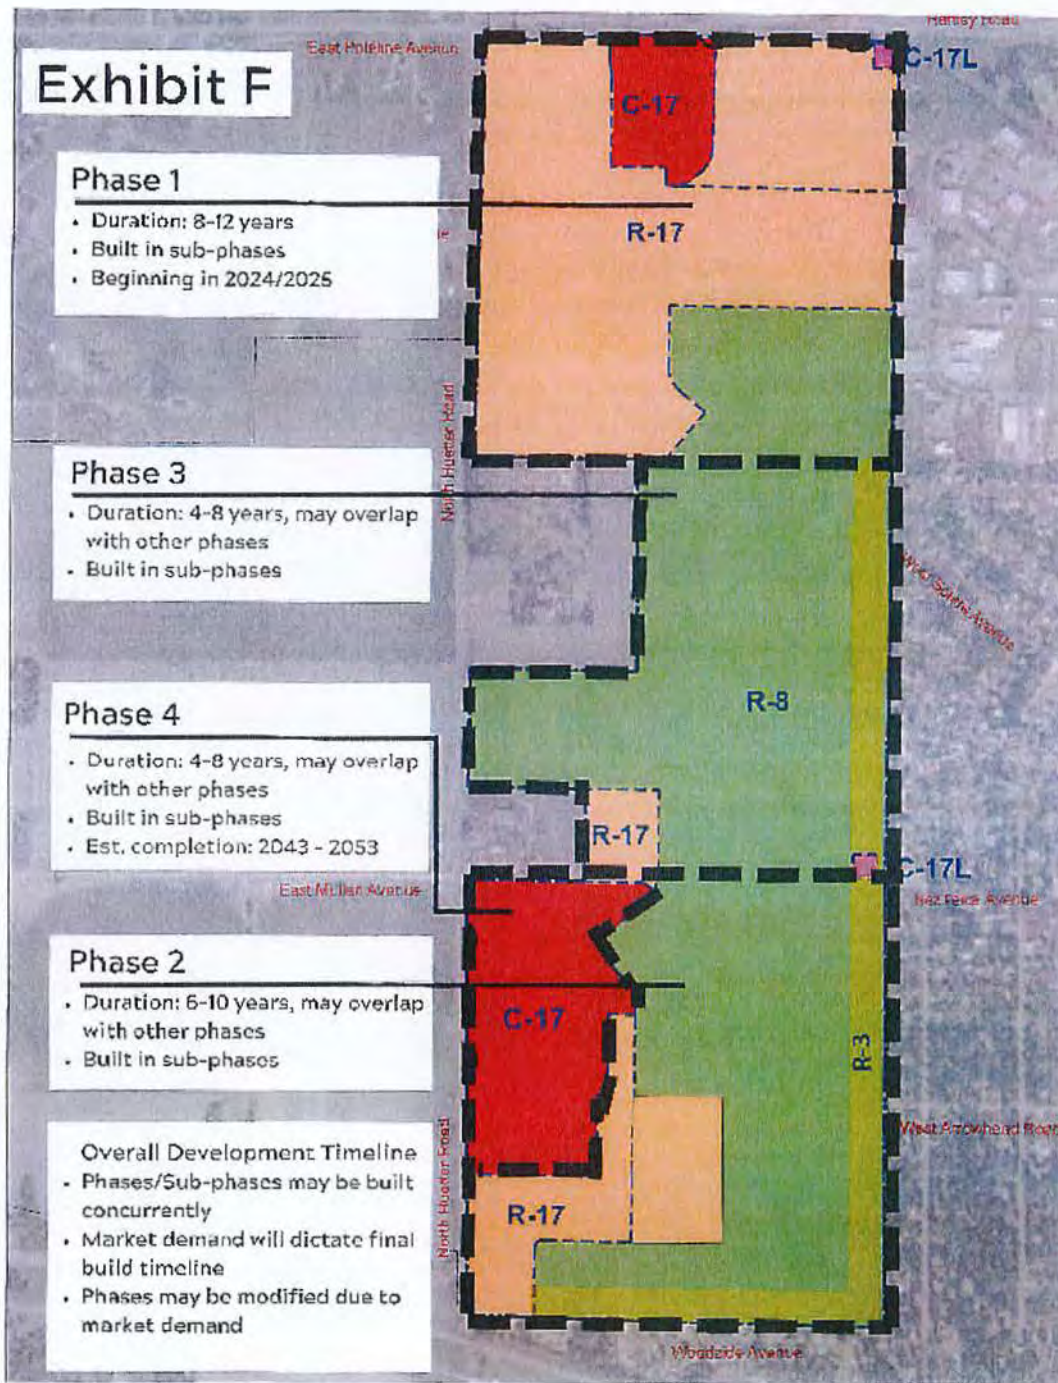 Exhibit F
East Poleline Avenue
Hanley Road
C-17L
C-17
Phase 1
• Duration: 8-12 years
• Built in sub-phases
• Beginning in 2024/2025
R-17
North Huetter Road
Phase 3
• Duration: 4-8 years, may overlap
with other phases
• Built in sub-phases
R-8
Phase 4
• Duration: 4-8 years, may overlap
with other phases
• Built in sub-phases
• Est. completion: 2043 - 2053
R-17
C-17L
East Mullan Avenue
Nez Perce Avenue
Phase 2
• Duration: 6-10 years, may overlap
with other phases
• Built in sub-phases
C-17
R-3
West Arrowhead Road
North Huetter Road
Overall Development Timeline
• Phases/Sub-phases may be built
concurrently
• Market demand will dictate final
build timeline
• Phases may be modified due to
market demand
R-17
Woodside Avenue